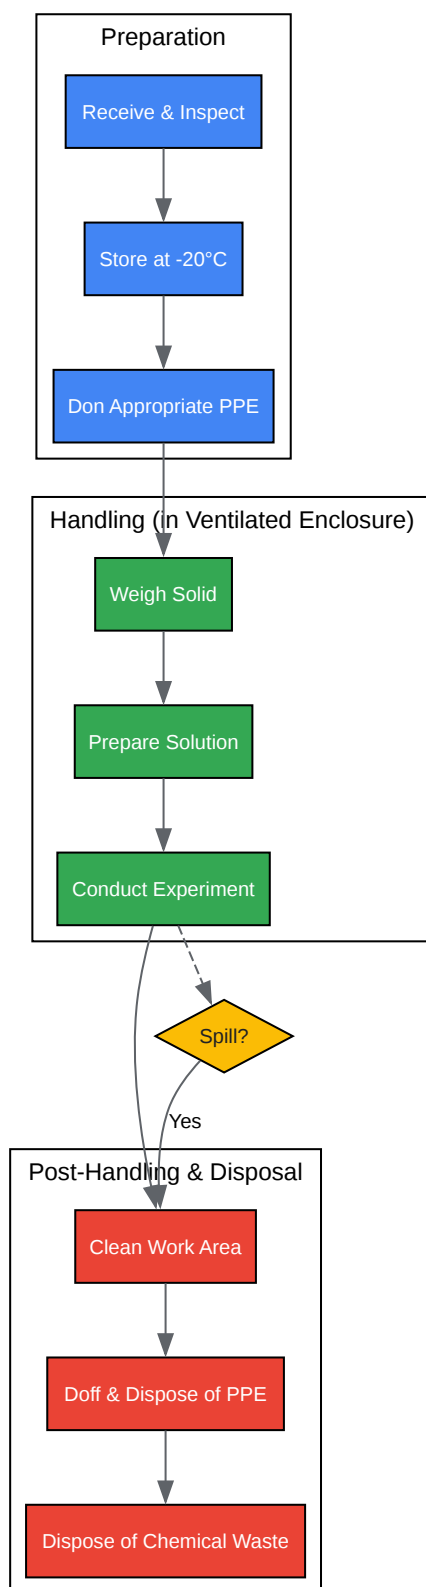 Preparation
Receive & Inspect
Store at -20°C
Don Appropriate PPE
Handling (in Ventilated Enclosure)
Weigh Solid
Prepare Solution
Conduct Experiment
Spill?
Yes
Post-Handling & Disposal
Clean Work Area
Doff & Dispose of PPE
Dispose of Chemical Waste